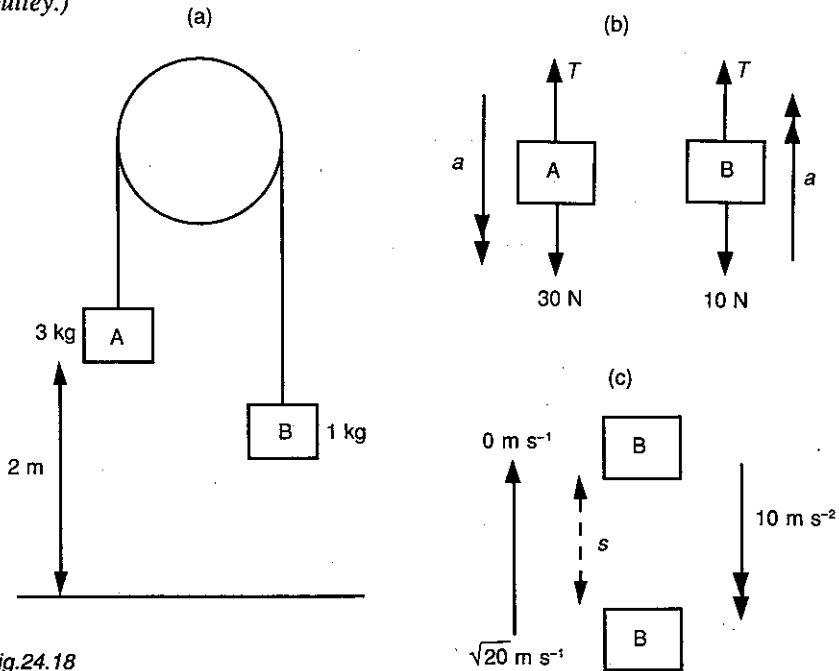 ulley.)
(a)
3 kg
A
B
1 kg
2 m
ig.24.18
(b)
T
T
a
A
B
a
30 N
10 N
(c)
0 m s⁻¹
B
10 m s⁻²
s
√20 m s⁻¹
B